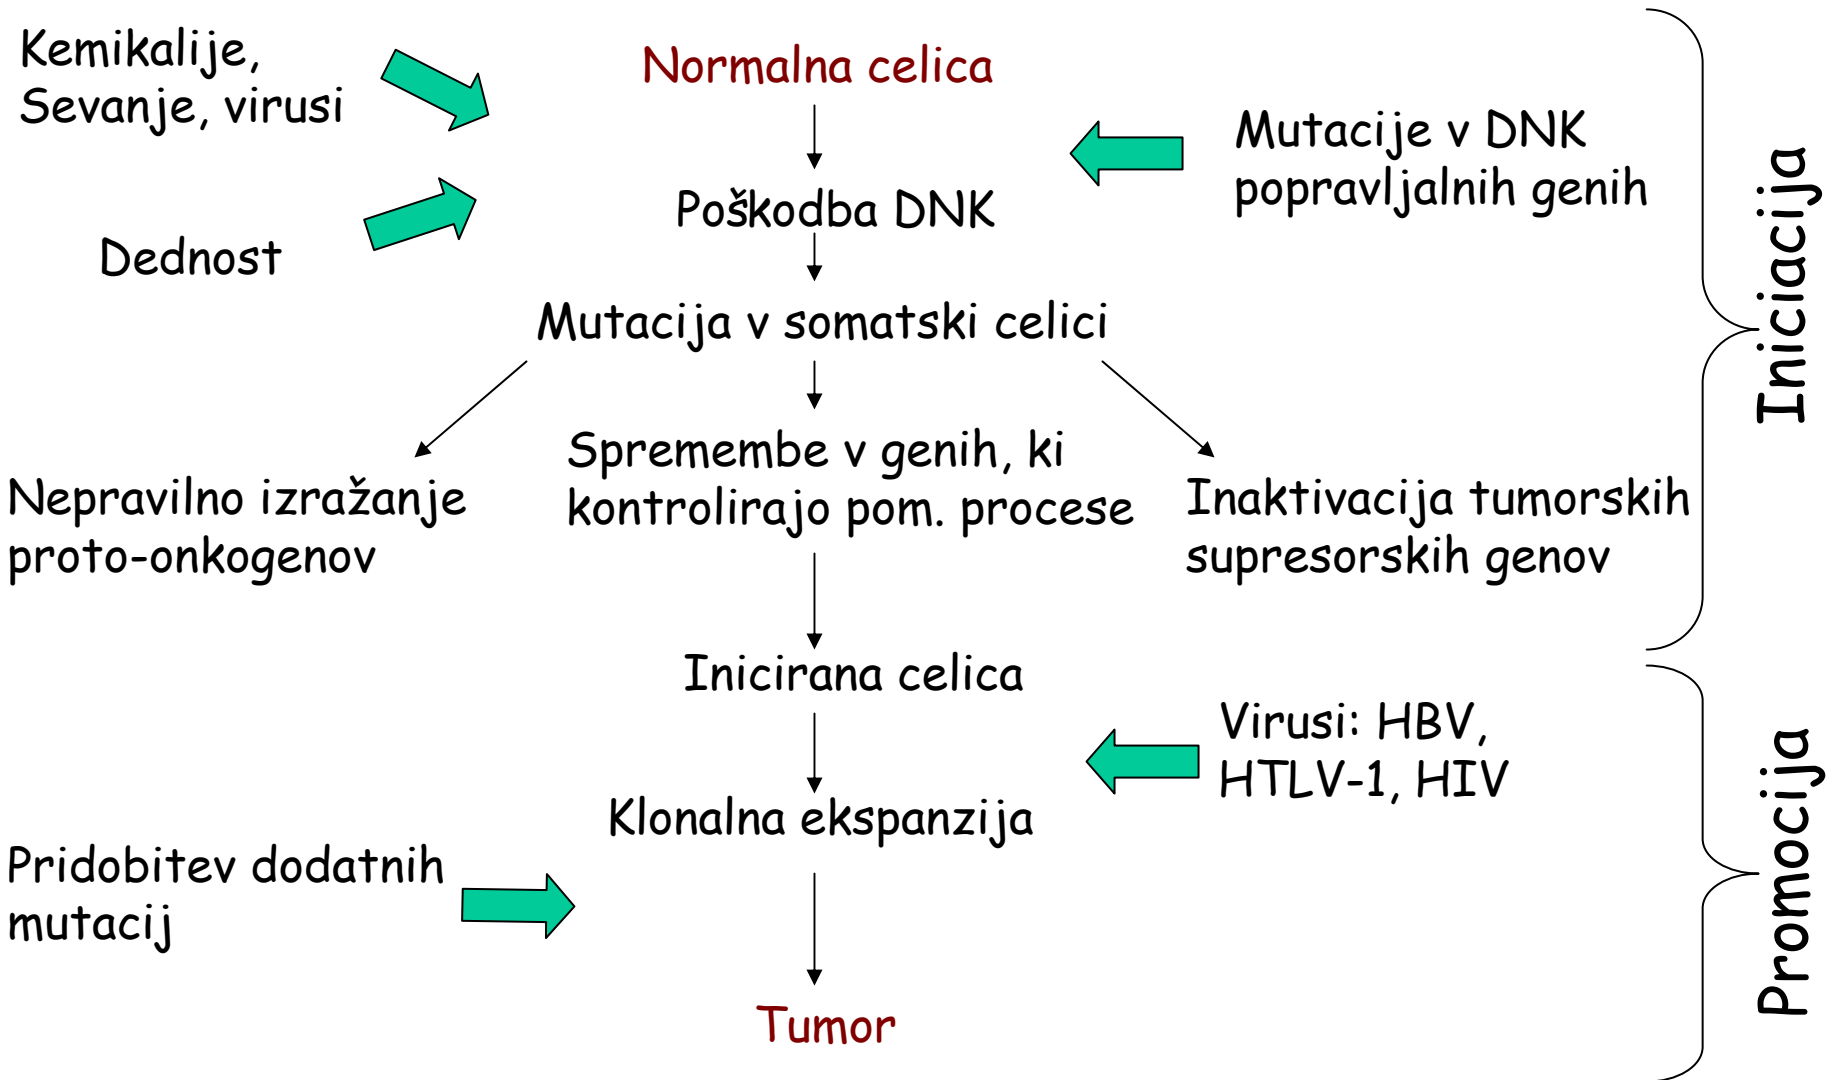 Kemikalije,
Sevanje, virusi
Normalna celica
Mutacije v DNK
popravljalnih genih
Poškodba DNK
Dednost
Mutacija v somatski celici
Iniciacija
Nepravilno izražanje
proto-onkogenov
Spremembe v genih, ki
kontrolirajo pom. procese
Inaktivacija tumorskih
supresorskih genov
Inicirana celica
Virusi: HBV,
HTLV-1, HIV
Klonalna ekspanzija
Pridobitev dodatnih
mutacij
Promocija
Tumor